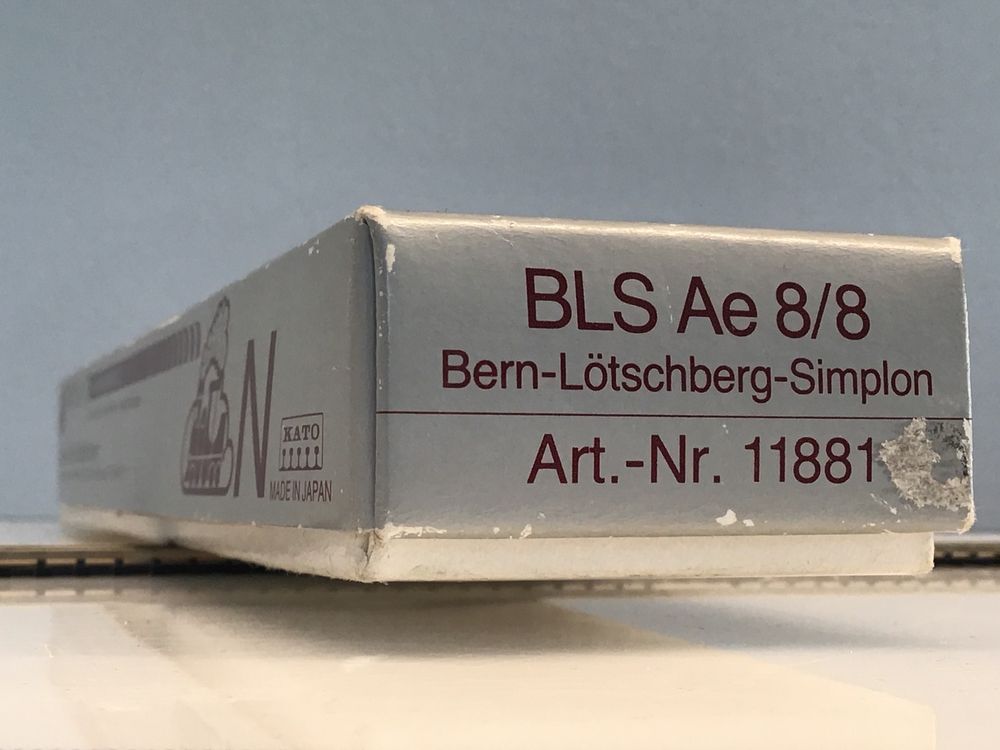 BLS Ae 8/8
Bern-Lötschberg-Simplon
Art.-Nr. 11881
N
KATO
MADE IN JAPAN